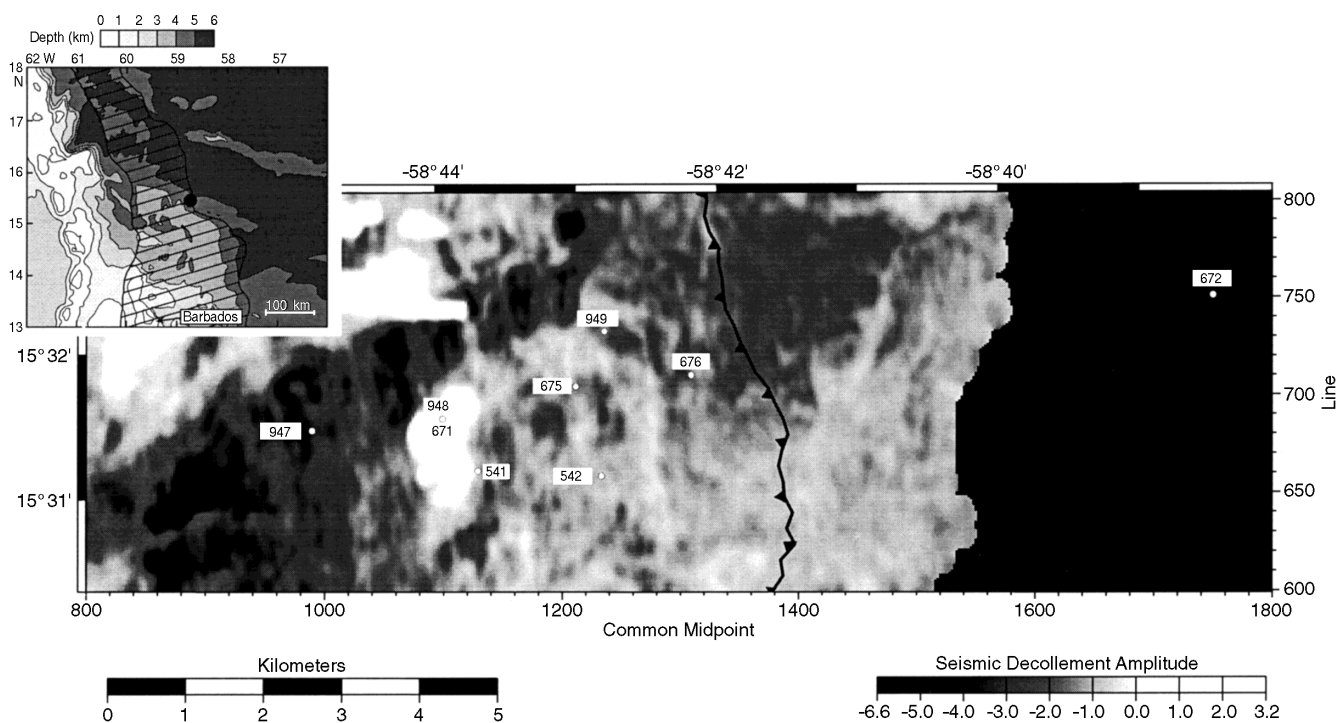 0 1 2 3 4 5 6
Depth (km)
62 W 61 60 59 58 57
18
N
17
16
15
14
13
100 km
Barbados
-58°44' -58°42' -58°40'
800
750
700
650
600
Line
15°32'
15°31'
672
949
676
675
948
671
947
541
542
800 1000 1200 1400 1600 1800
Common Midpoint
Kilometers
0 1 2 3 4 5
Seismic Decollement Amplitude
-6.6 -5.0 -4.0 -3.0 -2.0 -1.0 0.0 1.0 2.0 3.2